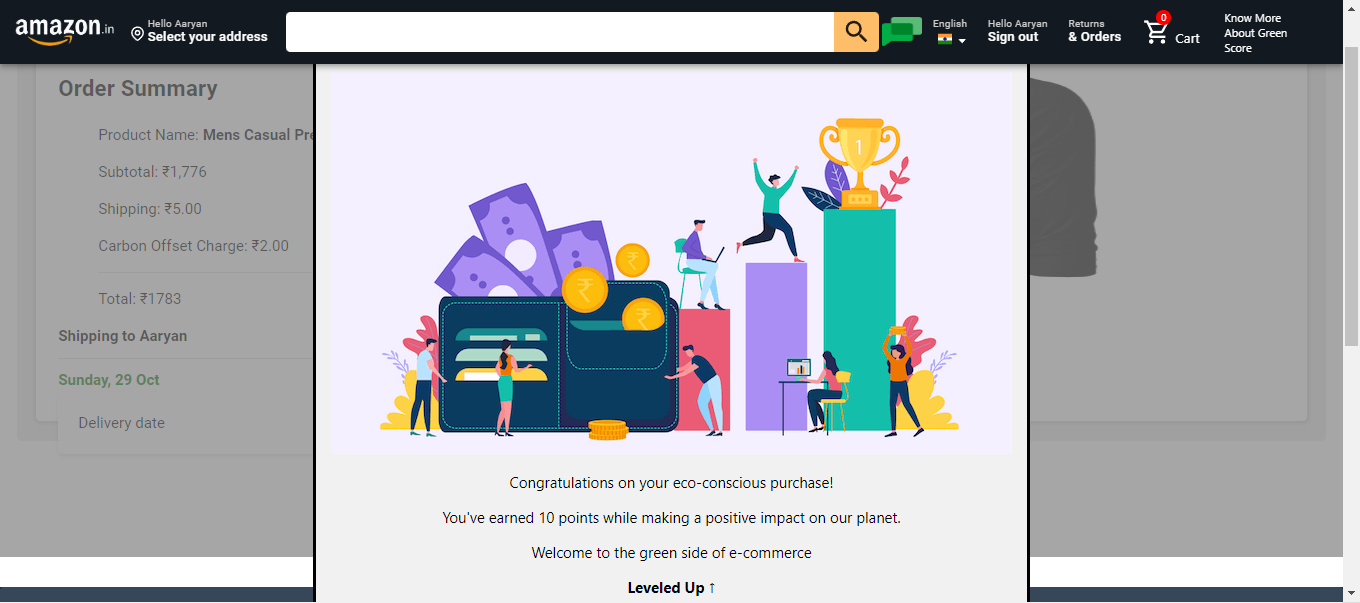 amazon.in
Hello Aaryan
Select your address
English
Hello Aaryan
Sign out
Returns
& Orders
0
Cart
Know More
About Green
Score
Order Summary
Product Name: Mens Casual Pre
Subtotal: ₹1,776
Shipping: ₹5.00
Carbon Offset Charge: ₹2.00
Total: ₹1783
Shipping to Aaryan
Sunday, 29 Oct
Delivery date
1
₹
₹
₹
Congratulations on your eco-conscious purchase!
You've earned 10 points while making a positive impact on our planet.
Welcome to the green side of e-commerce
Leveled Up ↑